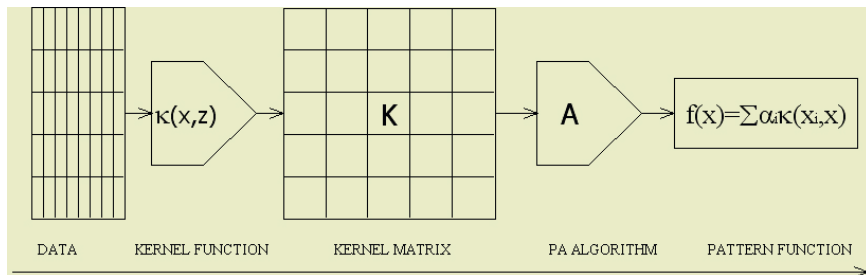 κ(x,z)
K
A
f(x)=∑αᵢκ(xᵢ,x)
DATA
KERNEL FUNCTION
KERNEL MATRIX
PA ALGORITHM
PATTERN FUNCTION